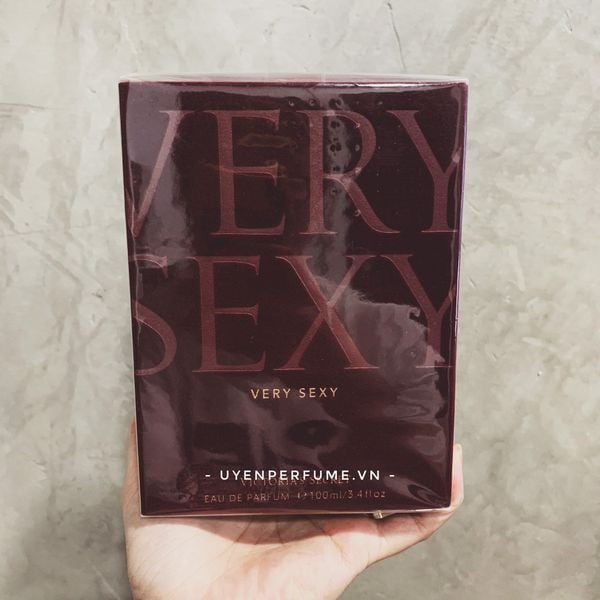 VERY
SEXY
VERY SEXY
- UYENPERFUME.VN -
VICTORIA'S SECRET
EAU DE PARFUM ℮ 100ml/3.4 fl oz